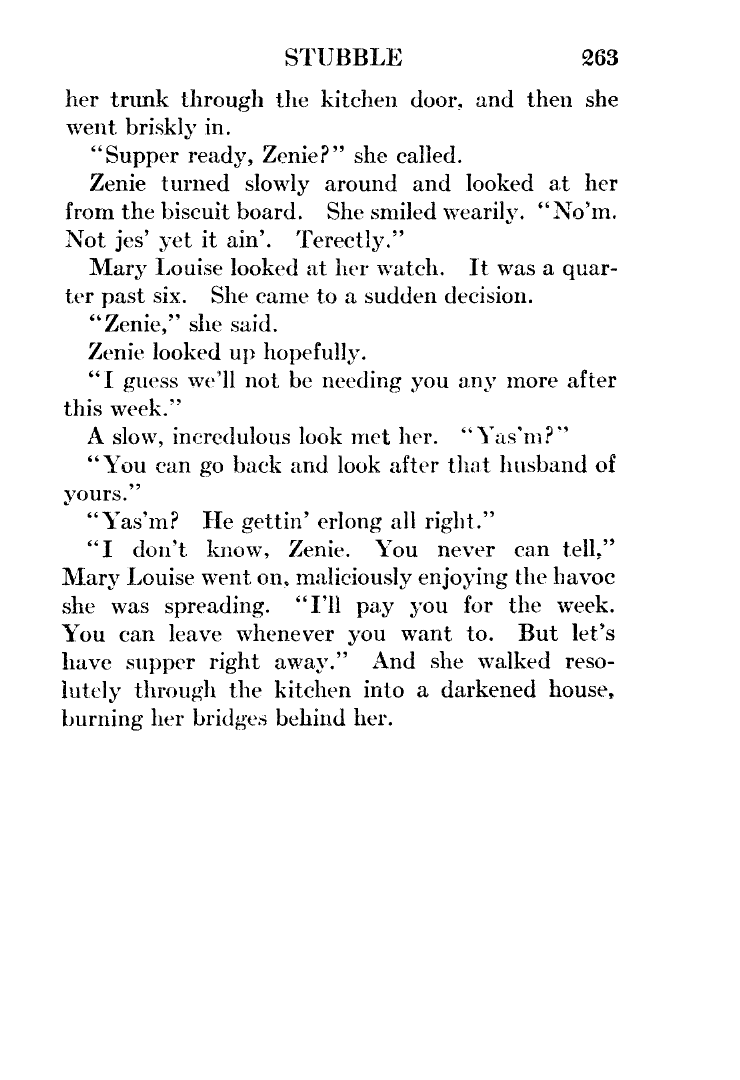 STUBBLE 263
her trunk through the kitchen door, and then she
went briskly in.
“Supper ready, Zenie?” she called.
Zenie turned slowly around and looked at her
from the biscuit board. She smiled wearily. “No’m.
Not jes’ yet it ain’. Terectly.”
Mary Louise looked at her watch. It was a quar-
ter past six. She came to a sudden decision.
“Zenie,” she said.
Zenie looked up hopefully.
“I guess we’ll not be needing you any more after
this week.”
A slow, incredulous look met her. “Yas’m?”
“You can go back and look after that husband of
yours.”
“Yas’m? He gettin’ erlong all right.”
“I don’t know, Zenie. You never can tell,”
Mary Louise went on, maliciously enjoying the havoc
she was spreading. “I’ll pay you for the week.
You can leave whenever you want to. But let’s
have supper right away.” And she walked reso-
lutely through the kitchen into a darkened house,
burning her bridges behind her.